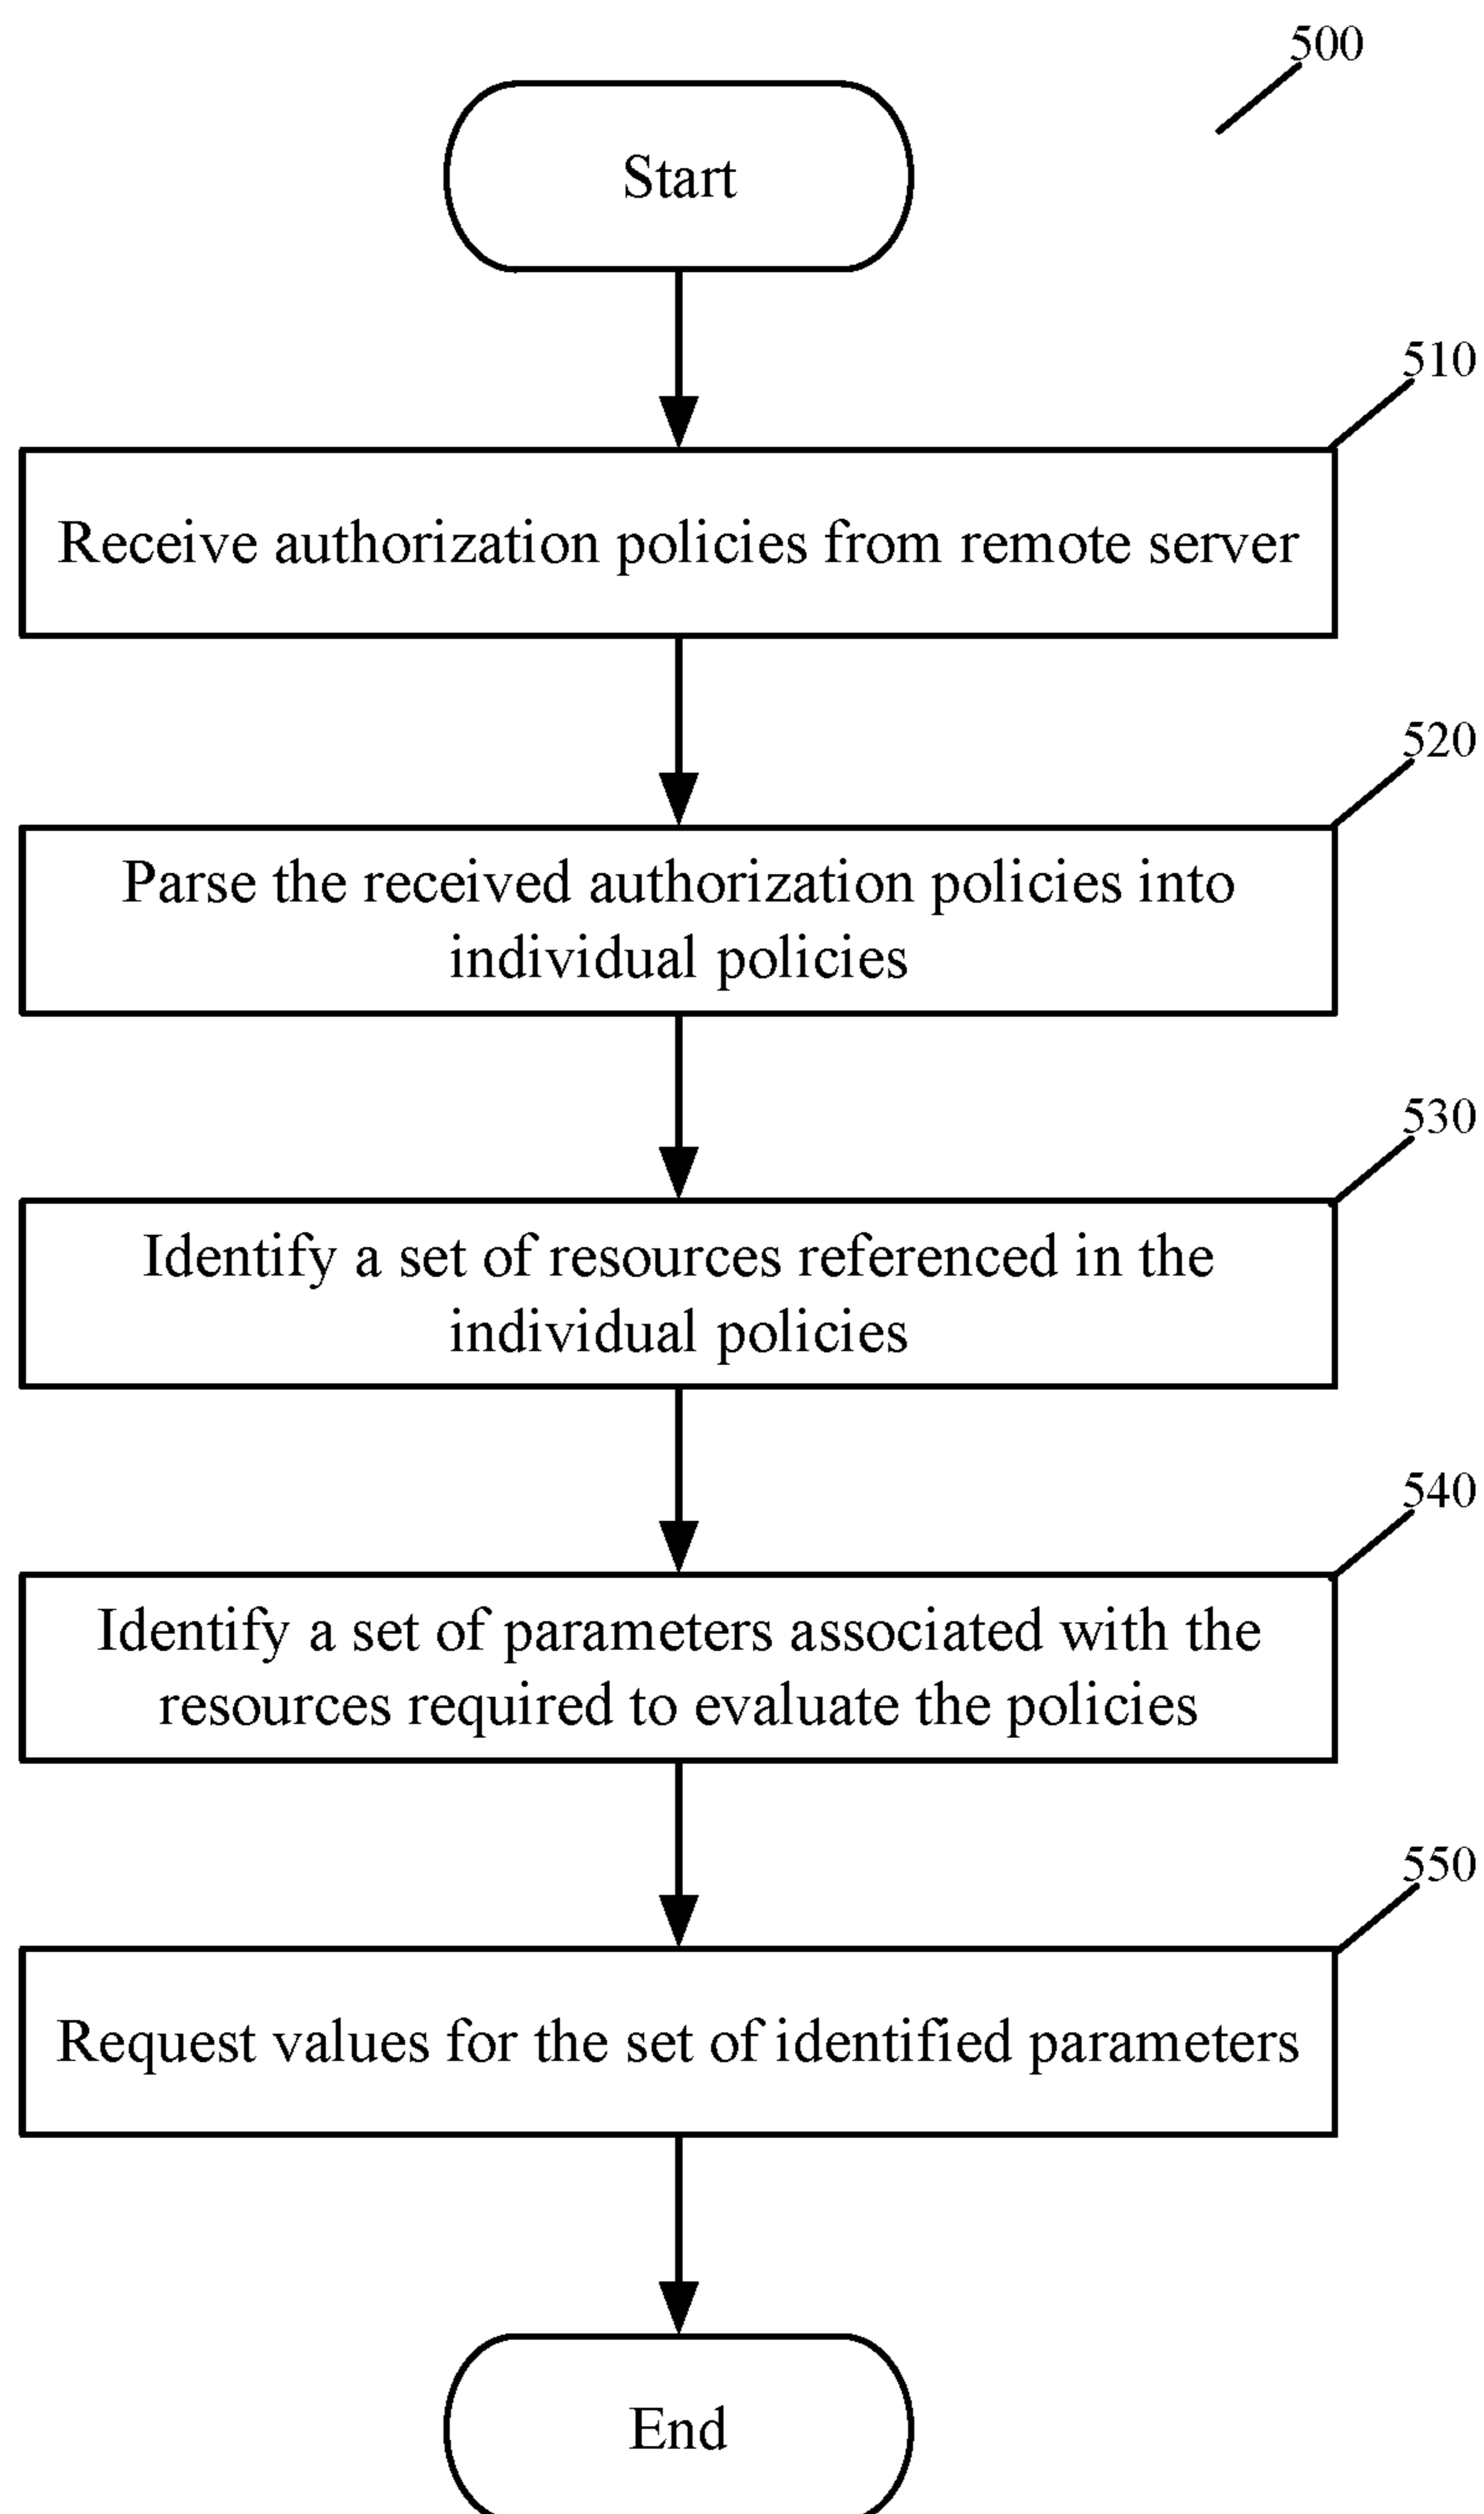 500
Start
510
Receive authorization policies from remote server
520
Parse the received authorization policies into
individual policies
530
Identify a set of resources referenced in the
individual policies
540
Identify a set of parameters associated with the
resources required to evaluate the policies
550
Request values for the set of identified parameters
End